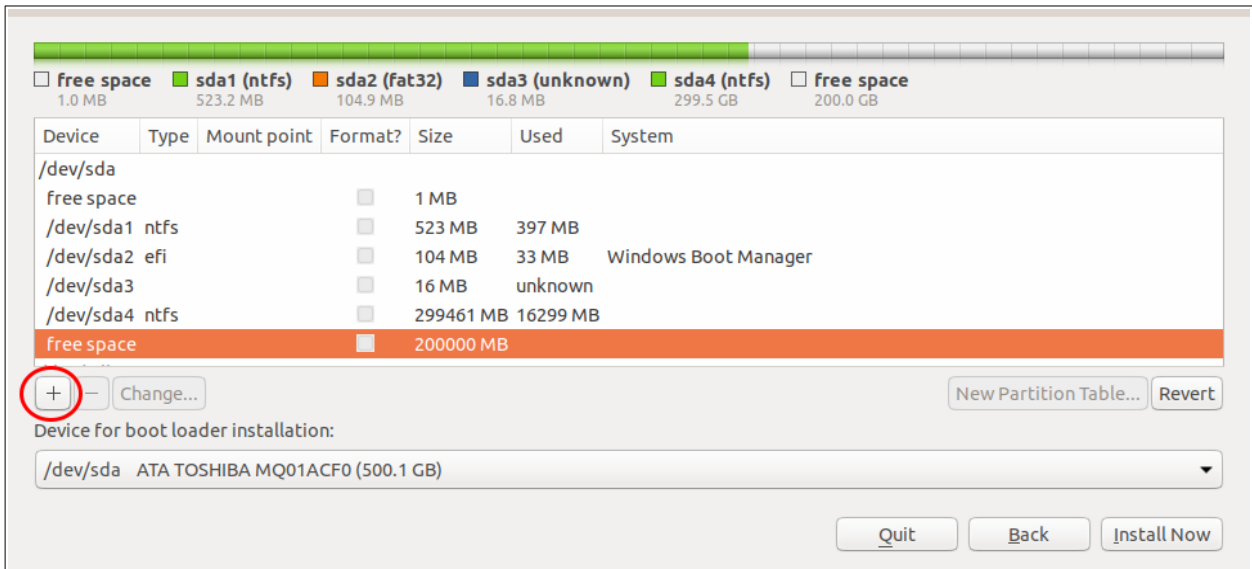 free space sda1 (ntfs) sda2 (fat32) sda3 (unknown) sda4 (ntfs) free space
1.0 MB 523.2 MB 104.9 MB 16.8 MB 299.5 GB 200.0 GB
Device Type Mount point Format? Size Used System
/dev/sda
free space 1 MB
/dev/sda1 ntfs 523 MB 397 MB
/dev/sda2 efi 104 MB 33 MB Windows Boot Manager
/dev/sda3 16 MB unknown
/dev/sda4 ntfs 299461 MB 16299 MB
free space 200000 MB
+ − Change... New Partition Table... Revert
Device for boot loader installation:
/dev/sda ATA TOSHIBA MQ01ACF0 (500.1 GB)
Quit Back Install Now